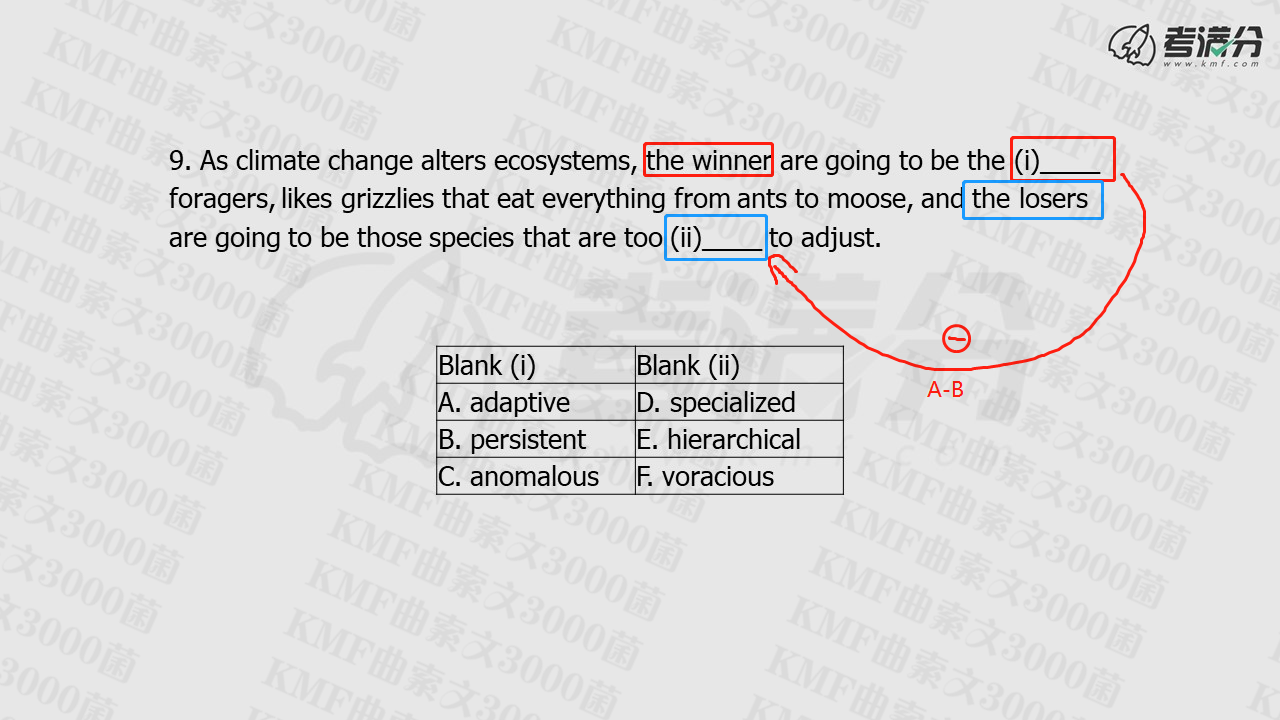 考满分
www.kmf.com
9. As climate change alters ecosystems, the winner are going to be the (i)_____
foragers, likes grizzlies that eat everything from ants to moose, and the losers
are going to be those species that are too (ii)_____ to adjust.
A-B
Blank (i) Blank (ii)
A. adaptive D. specialized
B. persistent E. hierarchical
C. anomalous F. voracious
KMF曲索文3000菌